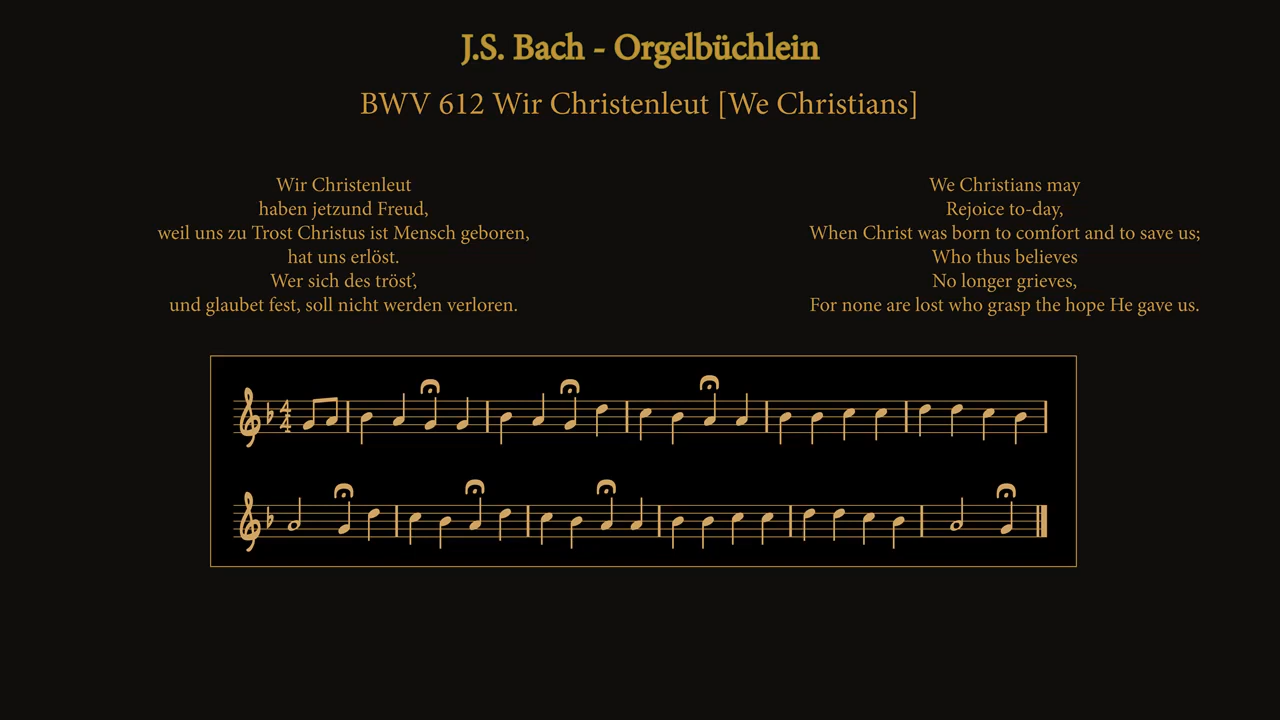 J.S. Bach - Orgelbüchlein
BWV 612 Wir Christenleut [We Christians]
Wir Christenleut
haben jetzund Freud,
weil uns zu Trost Christus ist Mensch geboren,
hat uns erlöst.
Wer sich des tröst’,
und glaubet fest, soll nicht werden verloren.
We Christians may
Rejoice to-day,
When Christ was born to comfort and to save us;
Who thus believes
No longer grieves,
For none are lost who grasp the hope He gave us.
4
4